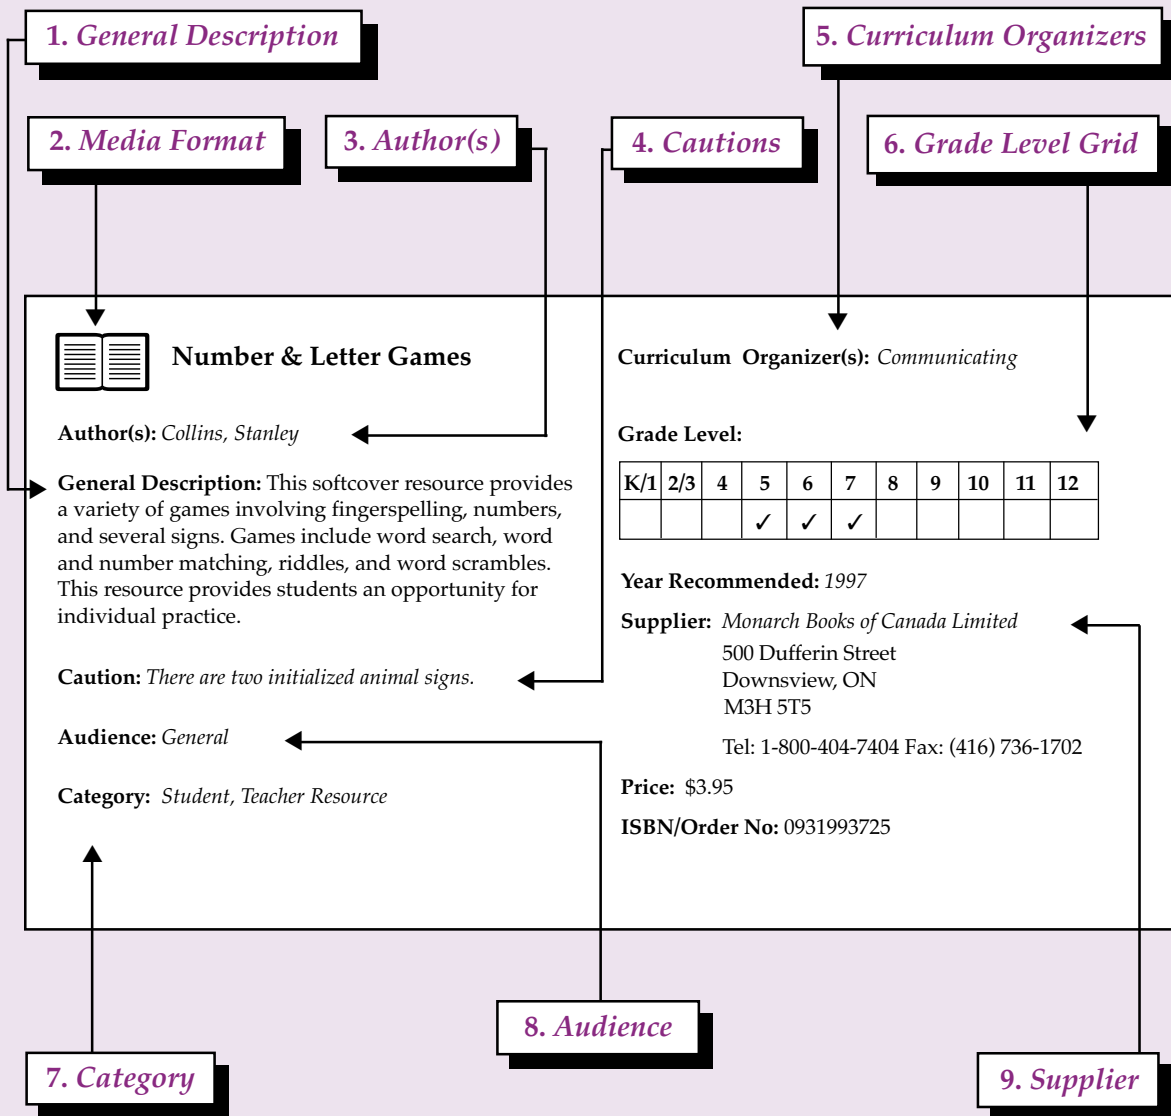 1. General Description
5. Curriculum Organizers
2. Media Format
3. Author(s)
4. Cautions
6. Grade Level Grid
Number & Letter Games
Author(s): Collins, Stanley
General Description: This softcover resource provides
a variety of games involving fingerspelling, numbers,
and several signs. Games include word search, word
and number matching, riddles, and word scrambles.
This resource provides students an opportunity for
individual practice.
Caution: There are two initialized animal signs.
Audience: General
Category: Student, Teacher Resource
Curriculum Organizer(s): Communicating
Grade Level:
K/1 2/3 4 5 6 7 8 9 10 11 12
✓ ✓ ✓
Year Recommended: 1997
Supplier: Monarch Books of Canada Limited
500 Dufferin Street
Downsview, ON
M3H 5T5
Tel: 1-800-404-7404 Fax: (416) 736-1702
Price: $3.95
ISBN/Order No: 0931993725
8. Audience
7. Category
9. Supplier